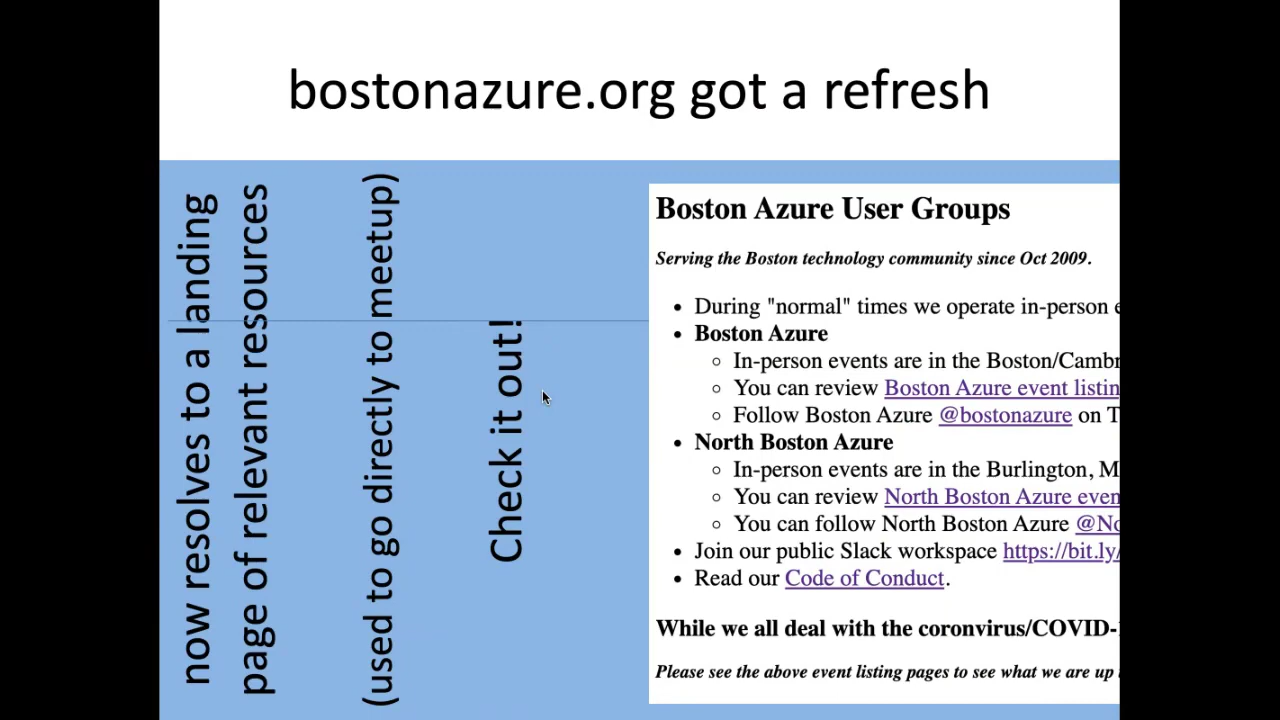 bostonazure.org got a refresh
now resolves to a landing
page of relevant resources
(used to go directly to meetup)
Check it out!
Boston Azure User Groups
Serving the Boston technology community since Oct 2009.
During "normal" times we operate in-person
Boston Azure
In-person events are in the Boston/Cambr
You can review Boston Azure event listin
Follow Boston Azure @bostonazure on T
North Boston Azure
In-person events are in the Burlington, M
You can review North Boston Azure even
You can follow North Boston Azure @No
Join our public Slack workspace https://bit.ly/
Read our Code of Conduct.
While we all deal with the coronvirus/COVID-
Please see the above event listing pages to see what we are up